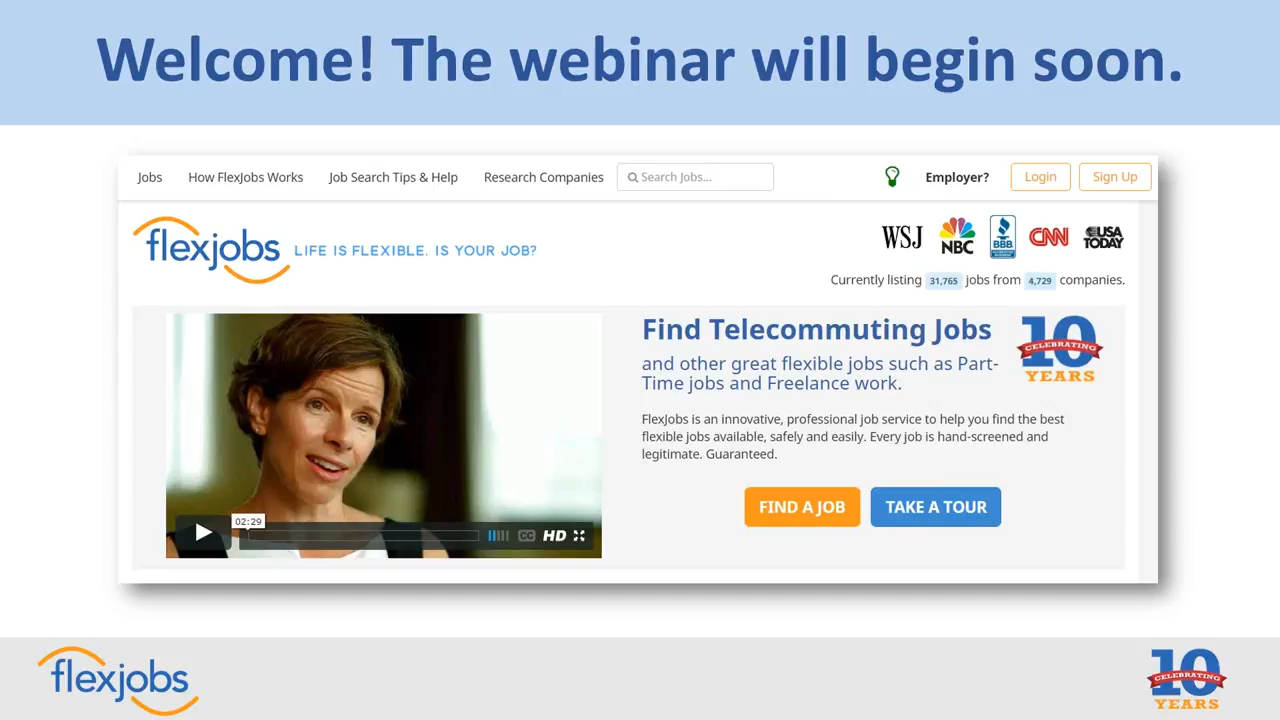 Welcome! The webinar will begin soon.
Jobs How FlexJobs Works Job Search Tips & Help Research Companies Search Jobs... Employer? Login Sign Up
flexjobs LIFE IS FLEXIBLE. IS YOUR JOB?
WSJ NBC BBB CNN USA TODAY
Currently listing 31,765 jobs from 4,729 companies.
Find Telecommuting Jobs
and other great flexible jobs such as Part-
Time jobs and Freelance work.
10
CELEBRATING
YEARS
FlexJobs is an innovative, professional job service to help you find the best
flexible jobs available, safely and easily. Every job is hand-screened and
legitimate. Guaranteed.
FIND A JOB TAKE A TOUR
02:29
CC HD
flexjobs
10
CELEBRATING
YEARS